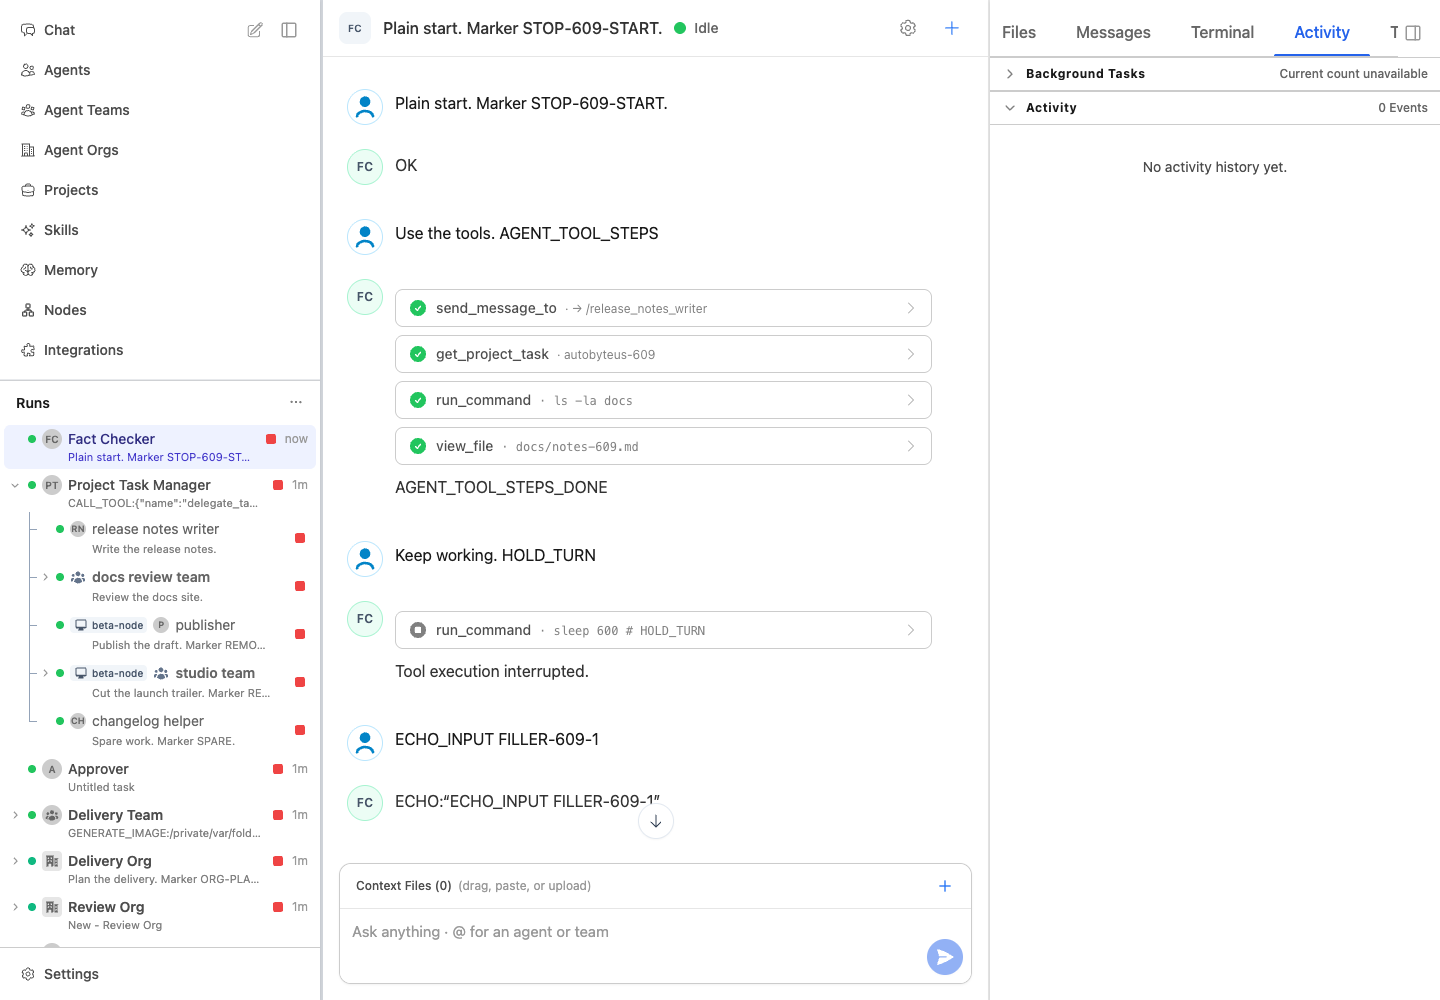 Chat
Agents
Agent Teams
Agent Orgs
Projects
Skills
Memory
Nodes
Integrations
Runs
FC Fact Checker now
Plain start. Marker STOP-609-ST...
PT Project Task Manager 1m
CALL_TOOL:{"name":"delegate_ta...
RN release notes writer
Write the release notes.
docs review team
Review the docs site.
beta-node P publisher
Publish the draft. Marker REMO...
beta-node studio team
Cut the launch trailer. Marker RE...
CH changelog helper
Spare work. Marker SPARE.
A Approver 1m
Untitled task
Delivery Team 1m
GENERATE_IMAGE:/private/var/fold...
Delivery Org 1m
Plan the delivery. Marker ORG-PLA...
Review Org 1m
New - Review Org
Settings
FC Plain start. Marker STOP-609-START. Idle
Plain start. Marker STOP-609-START.
FC OK
Use the tools. AGENT_TOOL_STEPS
FC send_message_to · → /release_notes_writer
get_project_task · autobyteus-609
run_command · ls -la docs
view_file · docs/notes-609.md
AGENT_TOOL_STEPS_DONE
Keep working. HOLD_TURN
FC run_command · sleep 600 # HOLD_TURN
Tool execution interrupted.
ECHO_INPUT FILLER-609-1
FC ECHO:“ECHO_INPUT FILLER-609-1”
Context Files (0) (drag, paste, or upload)
Ask anything · @ for an agent or team
Files Messages Terminal Activity T
Background Tasks Current count unavailable
Activity 0 Events
No activity history yet.